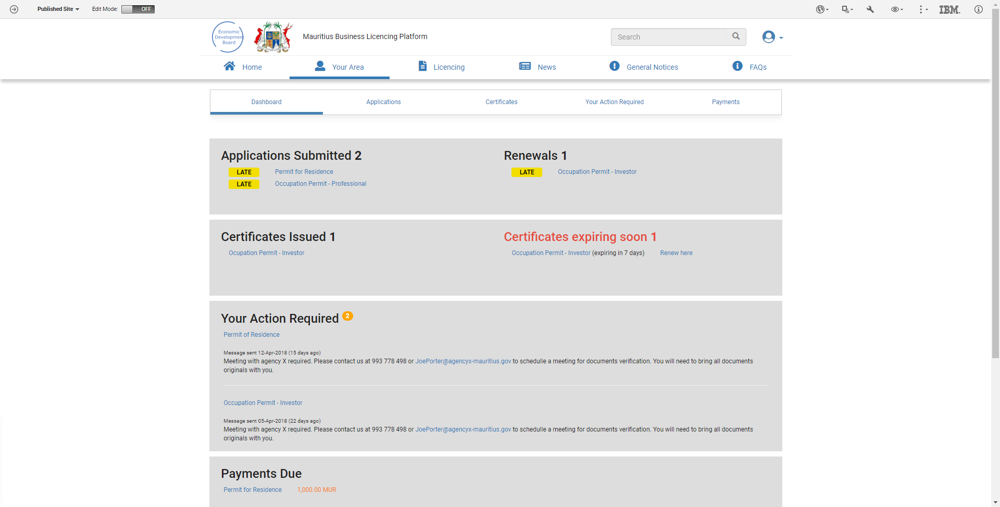 Published Site
Edit Mode:
OFF
IBM.
Economic
Development
Board
Mauritius Business Licencing Platform
Search
Home
Your Area
Licencing
News
General Notices
FAQs
Dashboard
Applications
Certificates
Your Action Required
Payments
Applications Submitted 2
LATE Permit for Residence
LATE Occupation Permit - Professional
Renewals 1
LATE Occupation Permit - Investor
Certificates Issued 1
Ocupation Permit - Investor
Certificates expiring soon 1
Occupation Permit - Investor (expiring in 7 days) Renew here
Your Action Required 2
Permit of Residence
Message sent 12-Apr-2018 (15 days ago)
Meeting with agency X required. Please contact us at 993 778 498 or JoePorter@agencyx-mauritius.gov to schedulle a meeting for documents verification. You will need to bring all documents
originals with you.
Occupation Permit - Investor
Message sent 05-Apr-2018 (22 days ago)
Meeting with agency X required. Please contact us at 993 778 498 or JoePorter@agencyx-mauritius.gov to schedulle a meeting for documents verification. You will need to bring all documents
originals with you.
Payments Due
Permit for Residence 1,000.00 MUR